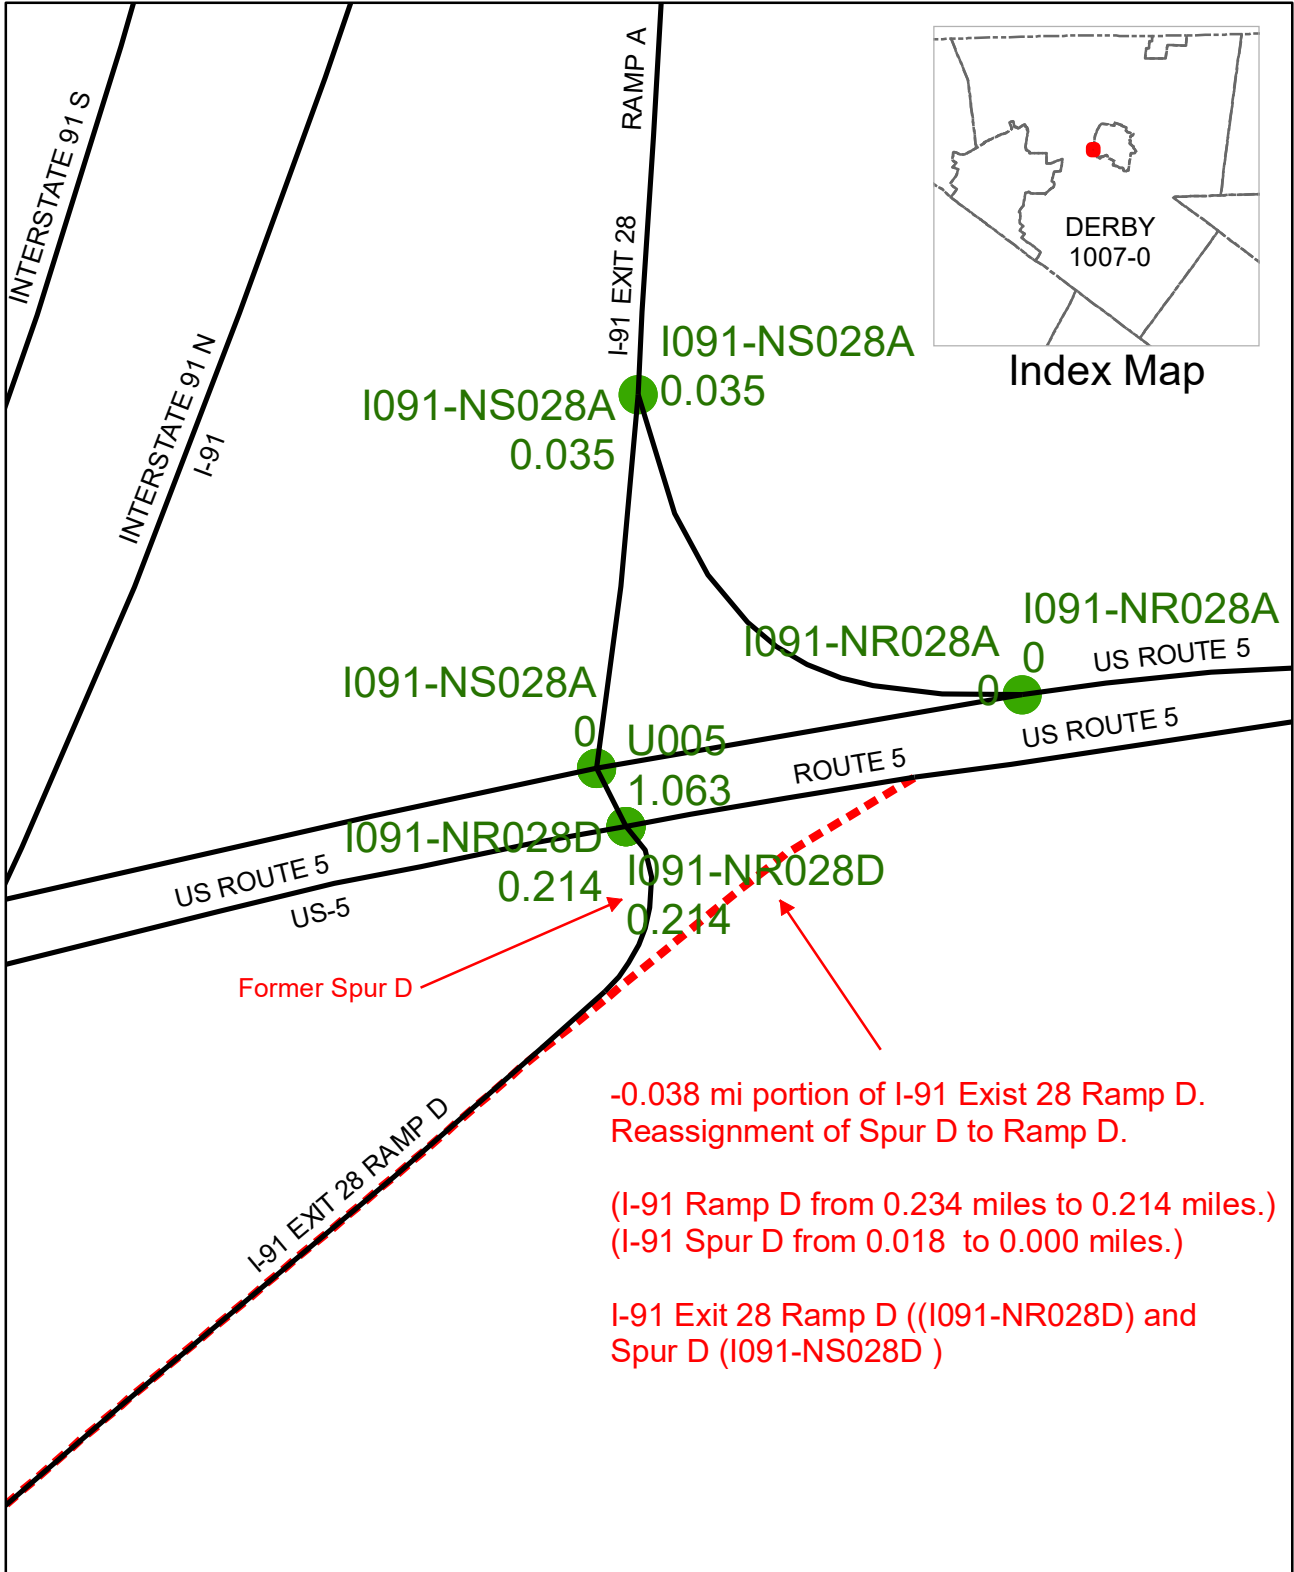 RAMP A
INTERSTATE 91 S
DERBY
1007-0
Index Map
I-91 EXIT 28
INTERSTATE 91 N
I-91
I091-NS028A
0.035
I091-NS028A
0.035
I091-NR028A
0
I091-NR028A
0
US ROUTE 5
US ROUTE 5
I091-NS028A
0
U005
1.063
ROUTE 5
I091-NR028D
0.214
I091-NR028D
0.214
US ROUTE 5
US-5
Former Spur D
I-91 EXIT 28 RAMP D
-0.038 mi portion of I-91 Exist 28 Ramp D.
Reassignment of Spur D to Ramp D.
(I-91 Ramp D from 0.234 miles to 0.214 miles.)
(I-91 Spur D from 0.018  to 0.000 miles.)
I-91 Exit 28 Ramp D ((I091-NR028D) and
Spur D (I091-NS028D )